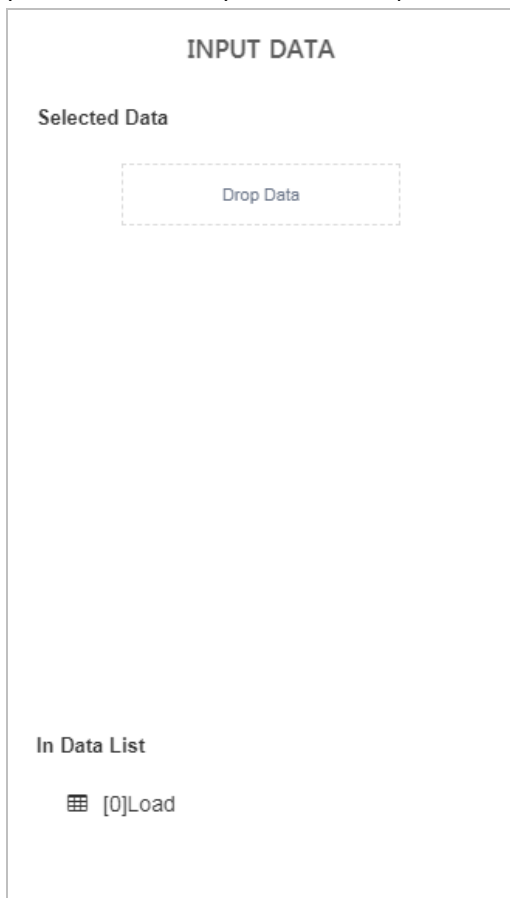 INPUT DATA
Selected Data
Drop Data
In Data List
[0]Load